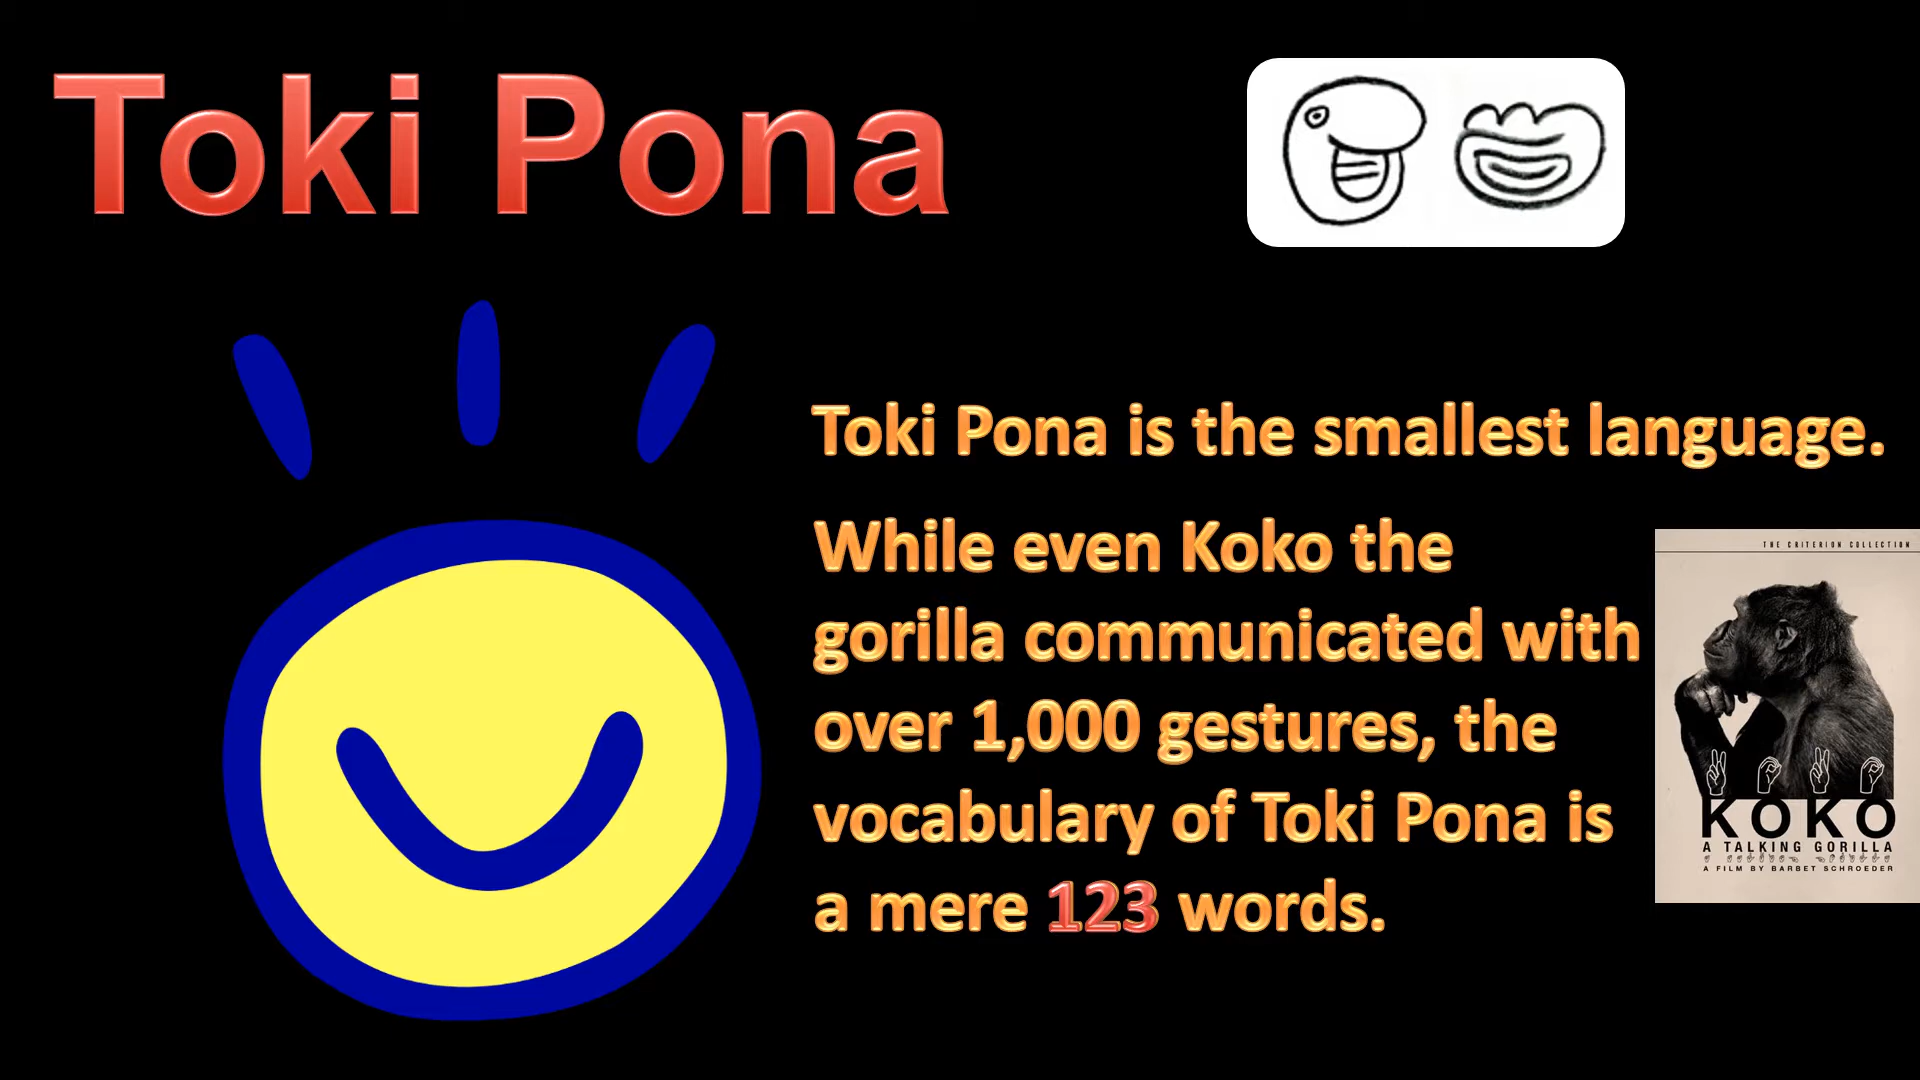 Toki Pona
Toki Pona is the smallest language.
While even Koko the
gorilla communicated with
over 1,000 gestures, the
vocabulary of Toki Pona is
a mere 123 words.
THE CRITERION COLLECTION
KOKO
A TALKING GORILLA
A FILM BY BARBET SCHROEDER